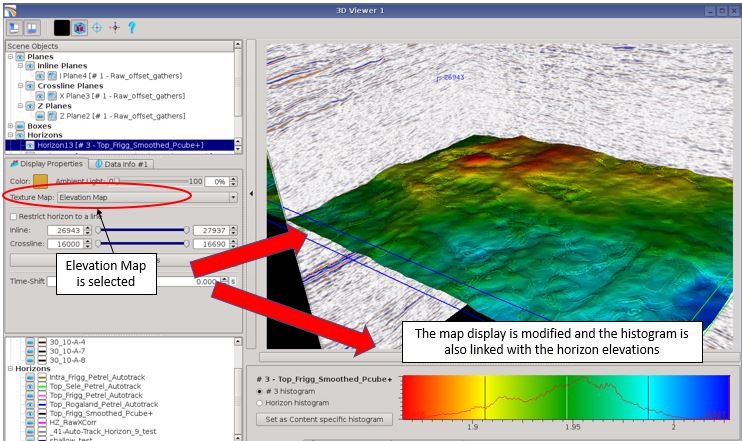 3D Viewer 1
Scene Objects
Planes
Inline Planes
I Plane4 [# 1 - Raw_offset_gathers]
Crossline Planes
X Plane3 [# 1 - Raw_offset_gathers]
Z Planes
Z Plane2 [# 1 - Raw_offset_gathers]
Boxes
Horizons
Horizon13 [# 3 - Top_Frigg_Smoothed_Pcube+]
Display Properties Data Info #1
Color: Ambient Light: 0 100 0%
Texture Map: Elevation Map
Restrict horizon to a line
Inline: 26943 27937
Crossline: 16000 16690
Time-Shift 0.000 s
Elevation Map
is selected
26943
The map display is modified and the histogram is
also linked with the horizon elevations
30_10-A-4
30_10-A-7
30_10-A-8
Horizons
Intra_Frigg_Petrel_Autotrack
Top_Sele_Petrel_Autotrack
Top_Frigg_Petrel_Autotrack
Top_Rogaland_Petrel_Autotrack
Top_Frigg_Smoothed_Pcube+
HZ_RawXCorr
_41-Auto-Track_Horizon_9_test
shallow_test
# 3 - Top_Frigg_Smoothed_Pcube+
# 3 histogram
Horizon histogram
Set as Content specific histogram
1.9 1.95 2